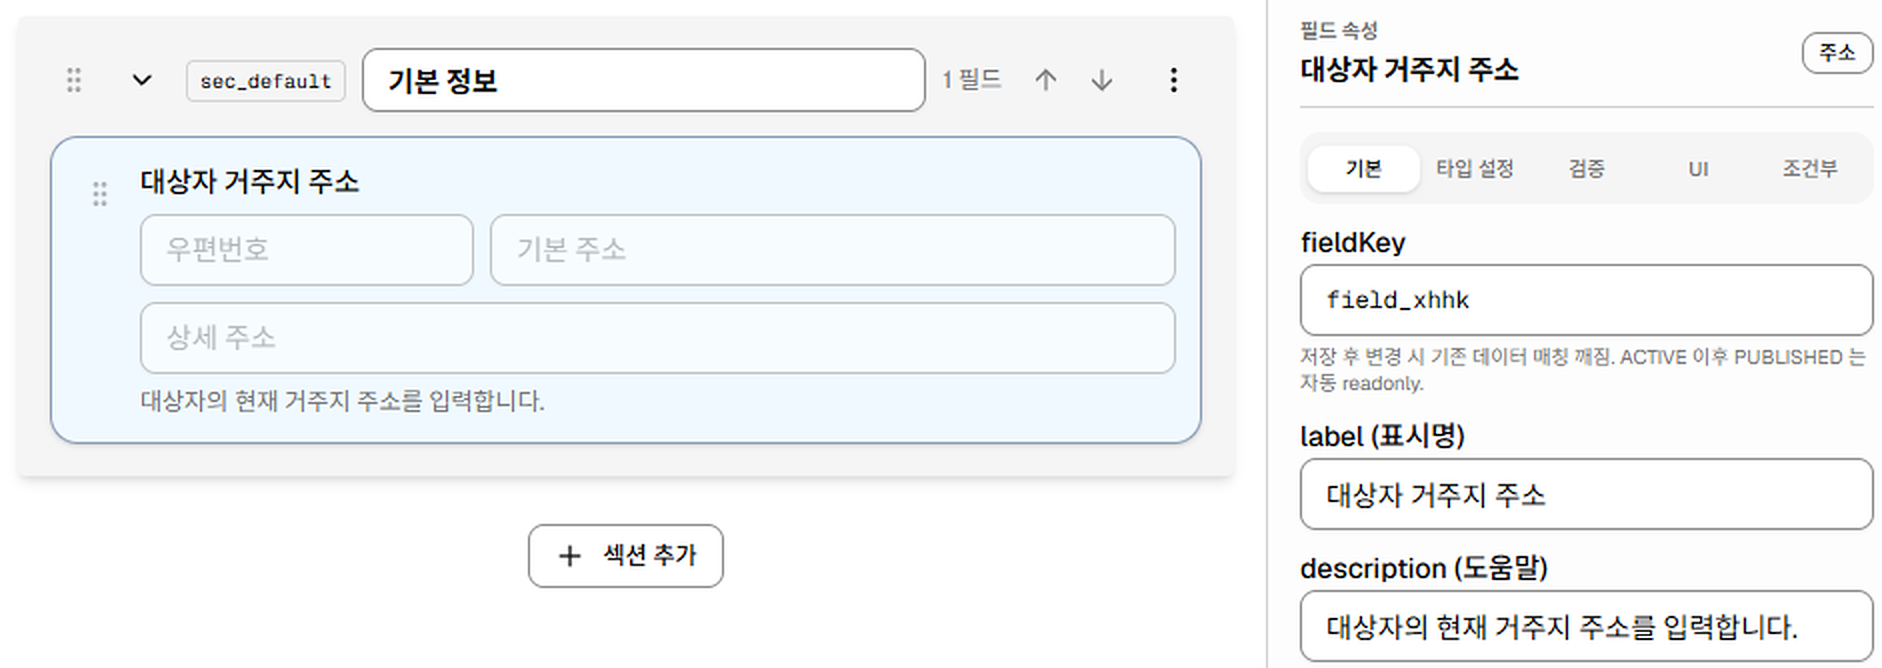 sec_default
기본 정보
1 필드
대상자 거주지 주소
우편번호
기본 주소
상세 주소
대상자의 현재 거주지 주소를 입력합니다.
섹션 추가
필드 속성
대상자 거주지 주소
주소
기본
타입 설정
검증
UI
조건부
fieldKey
field_xhhk
저장 후 변경 시 기존 데이터 매칭 깨짐. ACTIVE 이후 PUBLISHED 는
자동 readonly.
label (표시명)
대상자 거주지 주소
description (도움말)
대상자의 현재 거주지 주소를 입력합니다.